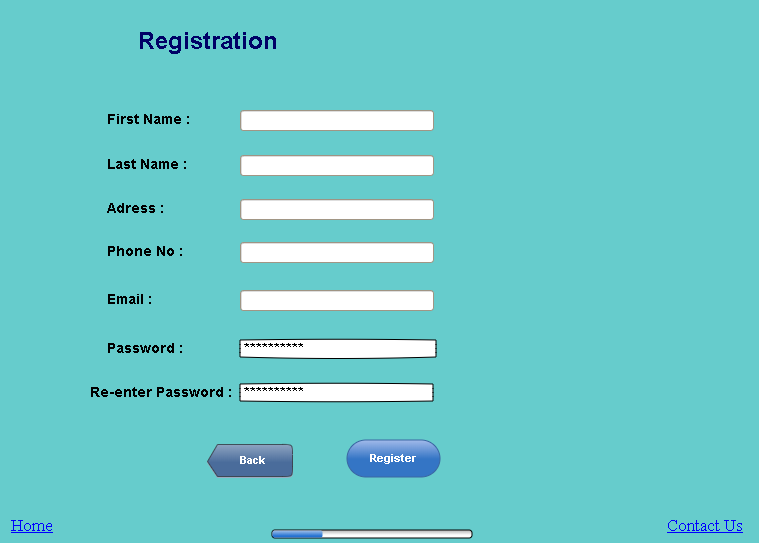 Registration
First Name :
Last Name :
Adress :
Phone No :
Email :
Password : **********
Re-enter Password : **********
Back Register
Home Contact Us